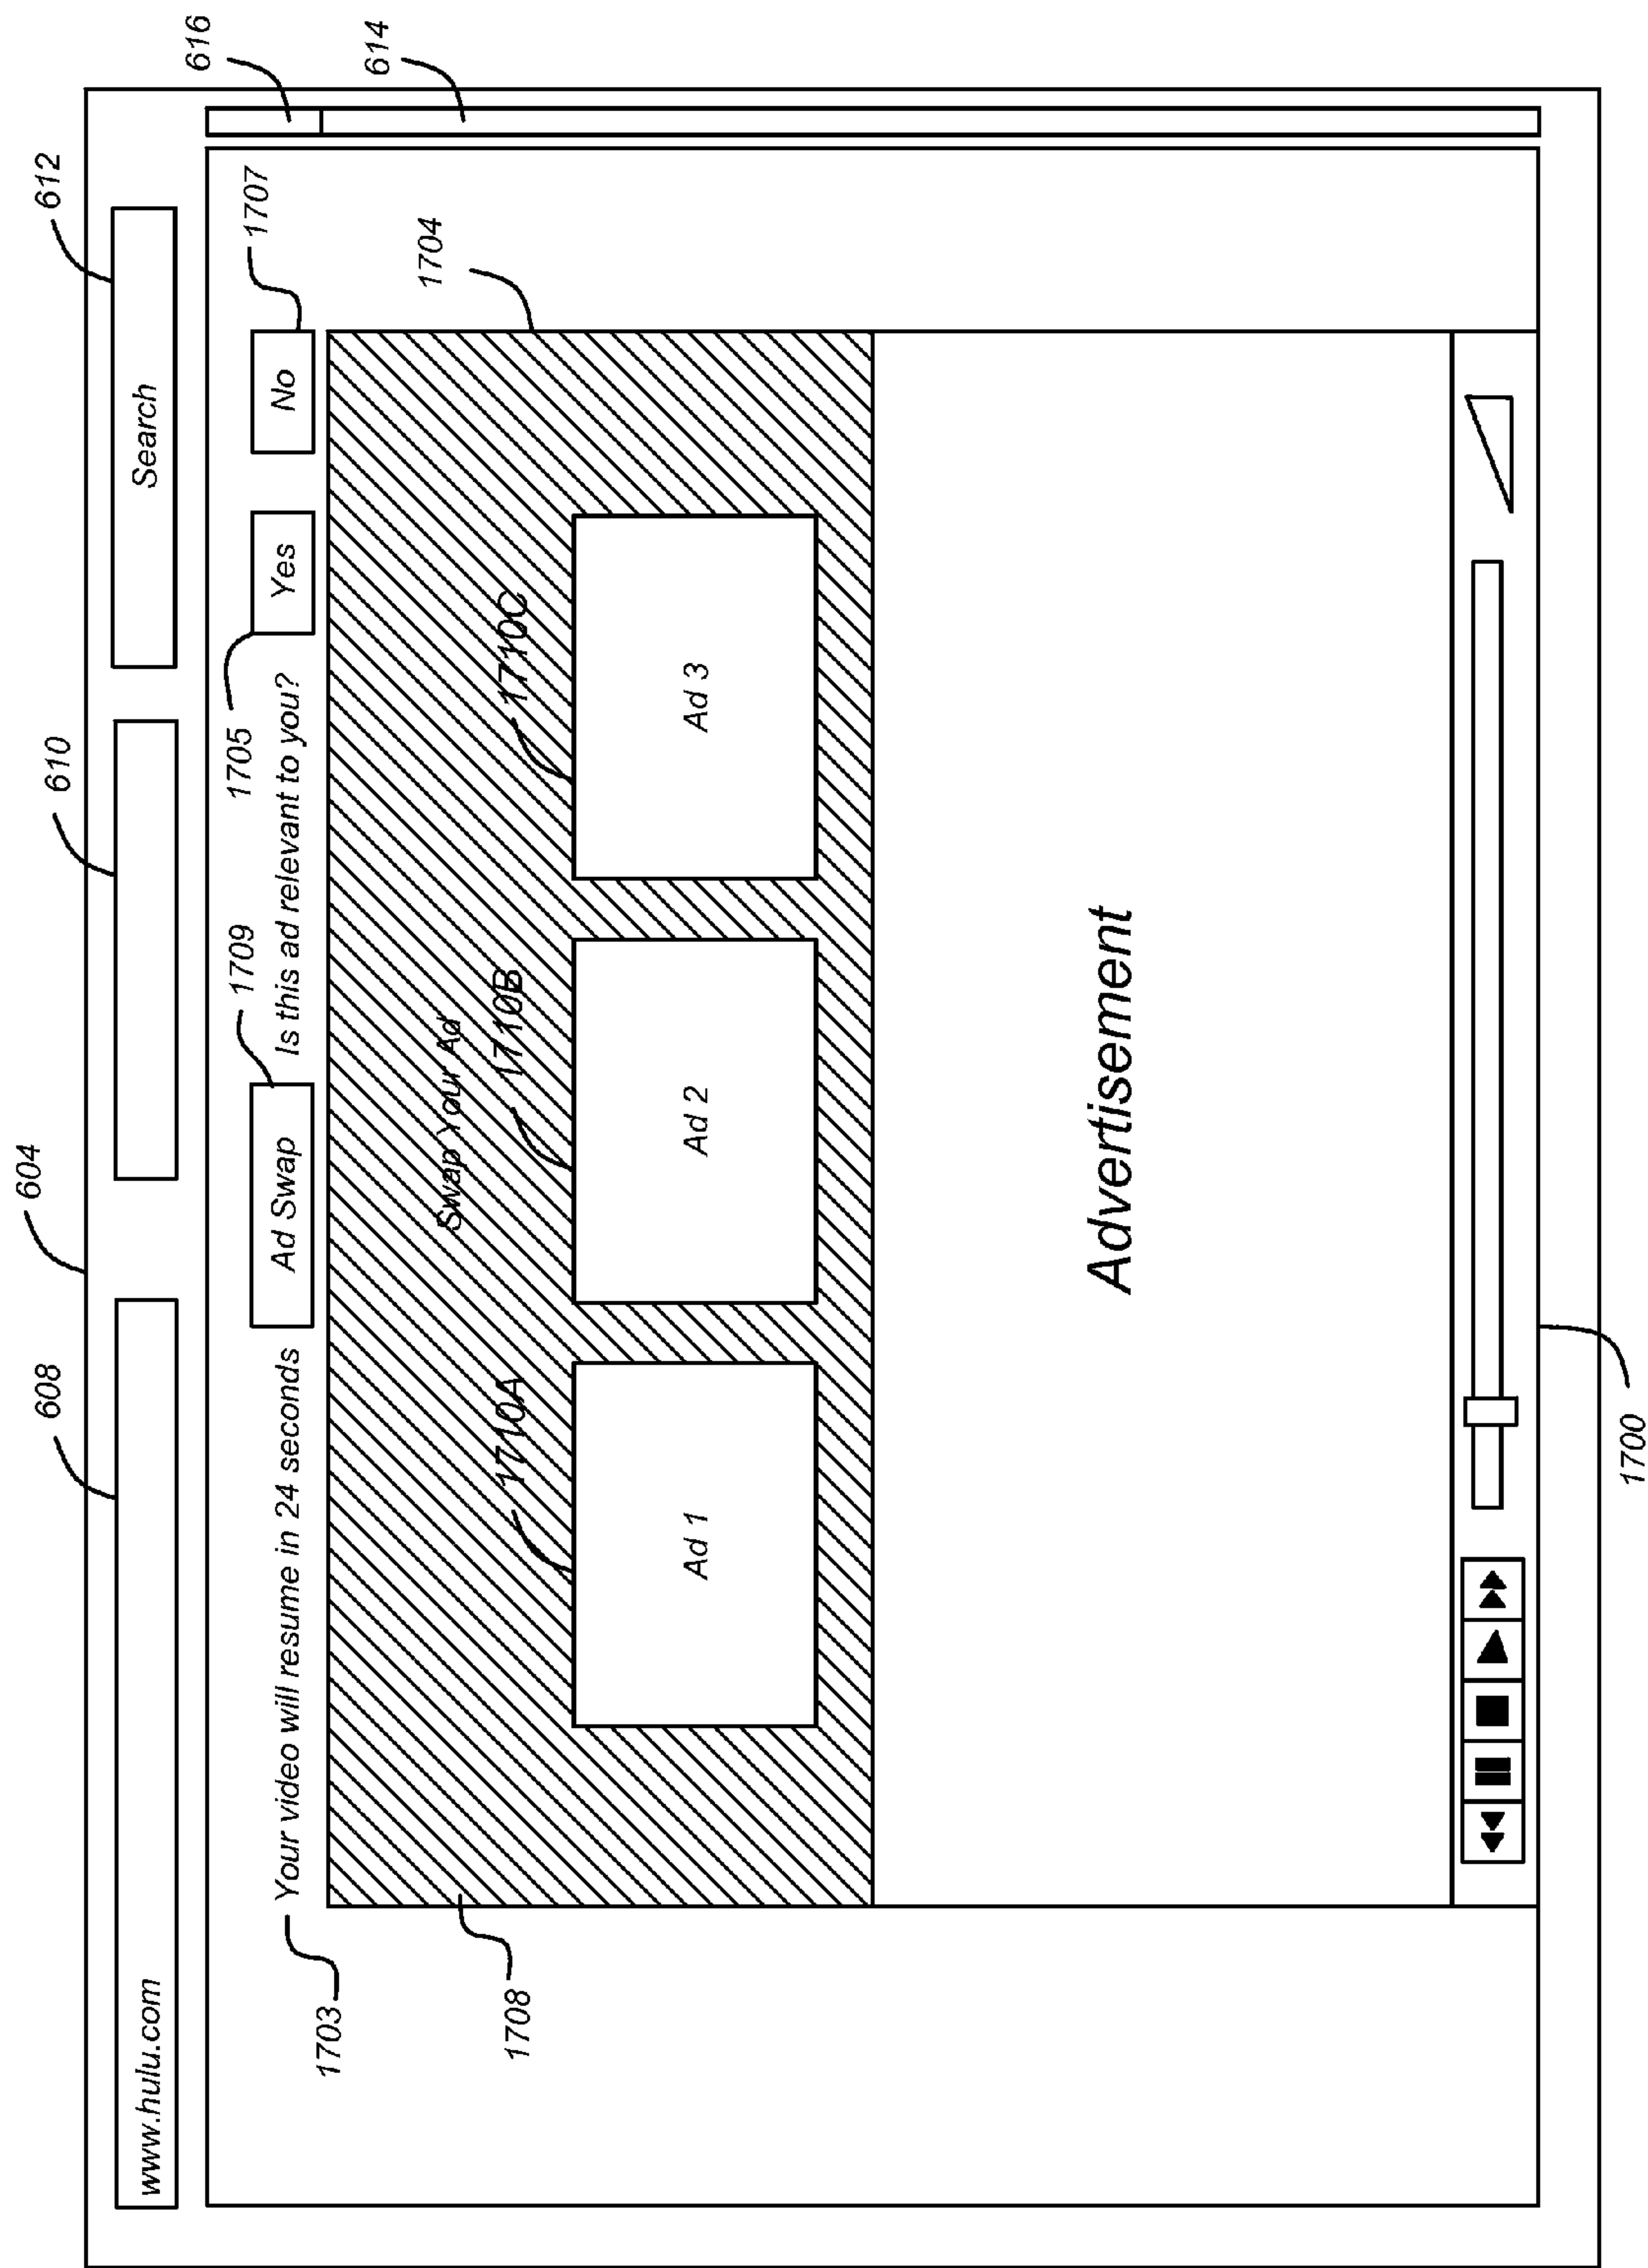 604
608
610
612
616
www.hulu.com
Search
614
1709
1705
1707
1703
Your video will resume in 24 seconds
Ad Swap
Is this ad relevant to you?
Yes
No
1704
Swap Your Ad
1708
1710A
1710B
1710C
Ad 1
Ad 2
Ad 3
Advertisement
1700